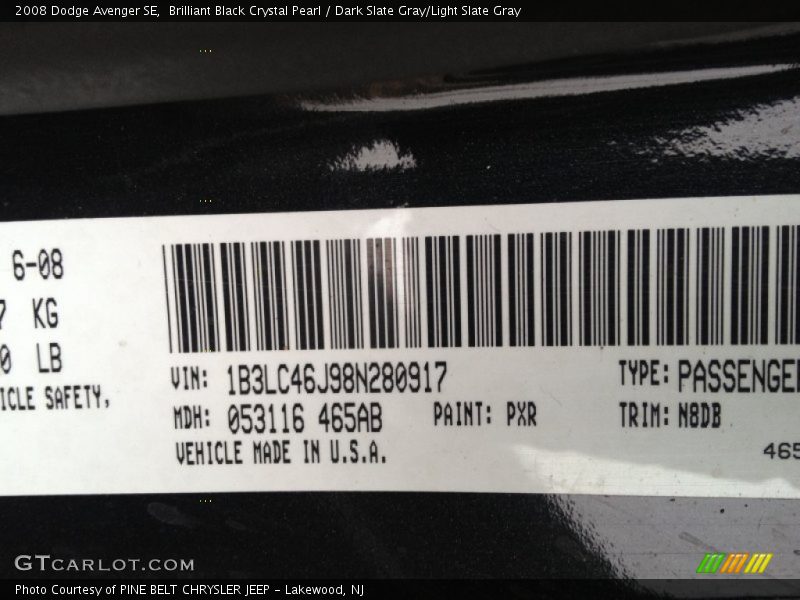 2008 Dodge Avenger SE,  Brilliant Black Crystal Pearl / Dark Slate Gray/Light Slate Gray
6-08
7 KG
0 LB
ICLE SAFETY,
VIN: 1B3LC46J98N280917
TYPE: PASSENGE
MDH: 053116 465AB
PAINT: PXR
TRIM: N8DB
VEHICLE MADE IN U.S.A.
465
GTCARLOT.COM
Photo Courtesy of PINE BELT CHRYSLER JEEP - Lakewood, NJ